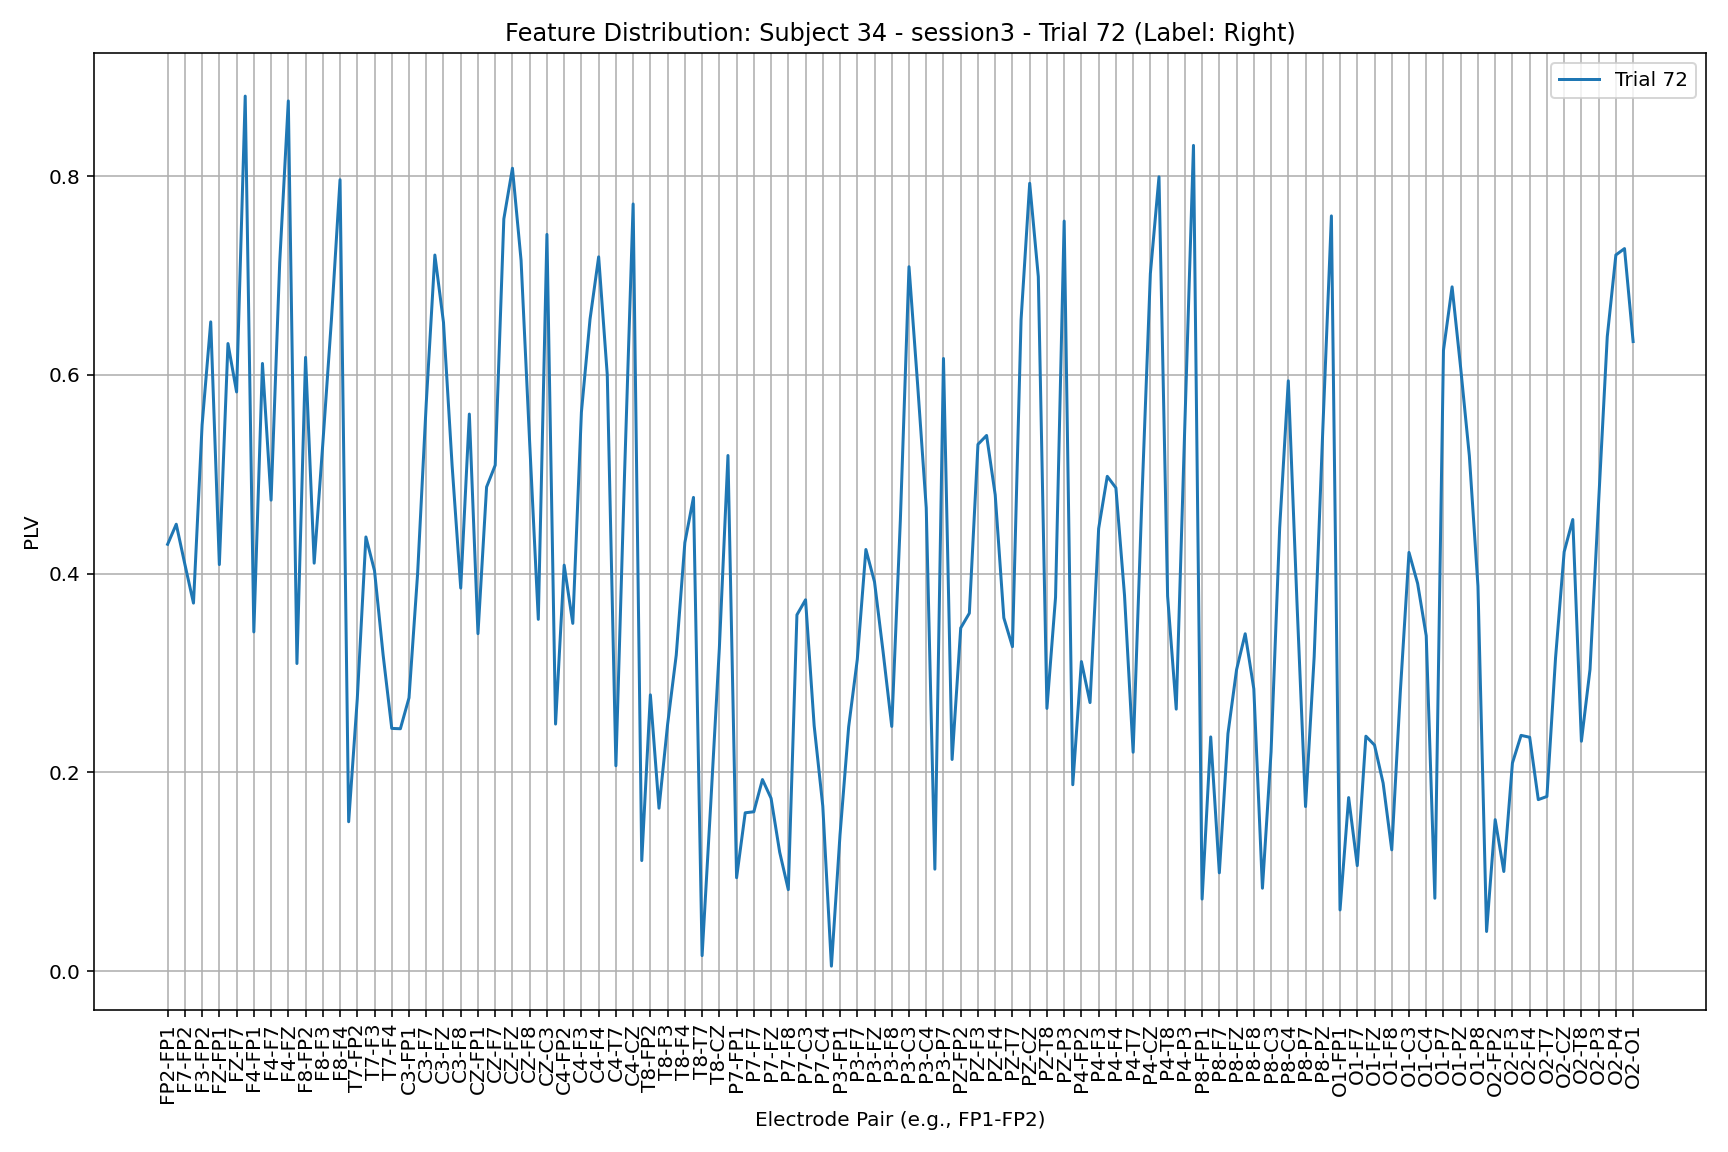 Feature Distribution: Subject 34 - session3 - Trial 72 (Label: Right)
Trial 72
PLV
0.8
0.6
0.4
0.2
0.0
FP2-FP1
F7-FP2
F3-FP2
FZ-FP1
FZ-F7
F4-FP1
F4-F7
F4-FZ
F8-FP2
F8-F3
F8-F4
T7-FP2
T7-F3
T7-F4
C3-FP1
C3-F7
C3-FZ
C3-F8
CZ-FP1
CZ-F7
CZ-FZ
CZ-F8
CZ-C3
C4-FP2
C4-F3
C4-F4
C4-T7
C4-CZ
T8-FP2
T8-F3
T8-F4
T8-T7
T8-CZ
P7-FP1
P7-F7
P7-FZ
P7-F8
P7-C3
P7-C4
P3-FP1
P3-F7
P3-FZ
P3-F8
P3-C3
P3-C4
P3-P7
PZ-FP2
PZ-F3
PZ-F4
PZ-T7
PZ-CZ
PZ-T8
PZ-P3
P4-FP2
P4-F3
P4-F4
P4-T7
P4-CZ
P4-T8
P4-P3
P8-FP1
P8-F7
P8-FZ
P8-F8
P8-C3
P8-C4
P8-P7
P8-PZ
O1-FP1
O1-F7
O1-FZ
O1-F8
O1-C3
O1-C4
O1-P7
O1-PZ
O1-P8
O2-FP2
O2-F3
O2-F4
O2-T7
O2-CZ
O2-T8
O2-P3
O2-P4
O2-O1
Electrode Pair (e.g., FP1-FP2)